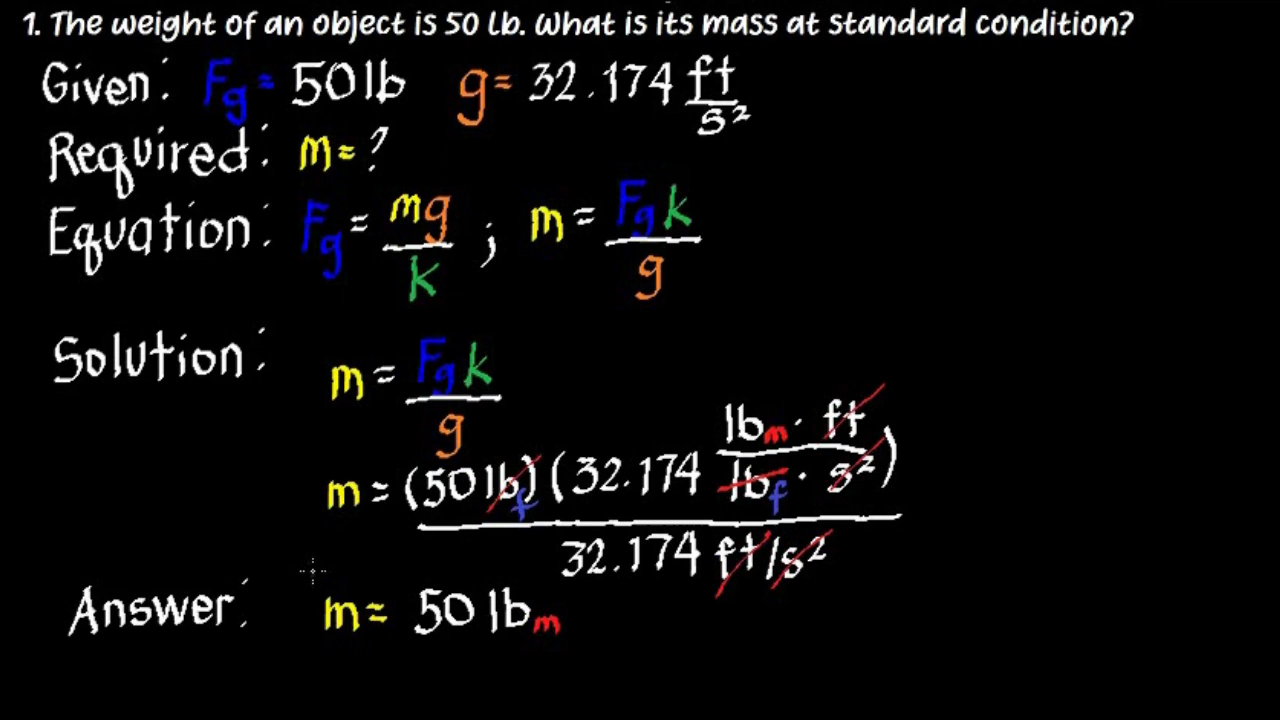 1. The weight of an object is 50 lb. What is its mass at standard condition?
Given: Fg = 50 lb g = 32.174 ft/s²
Required: m = ?
Equation: Fg = mg/k ; m = Fg k/g
Solution: m = Fg k/g
m = (50 lbf)(32.174 lbm · ft/lbf · s²)/32.174 ft/s²
Answer: m = 50 lbm